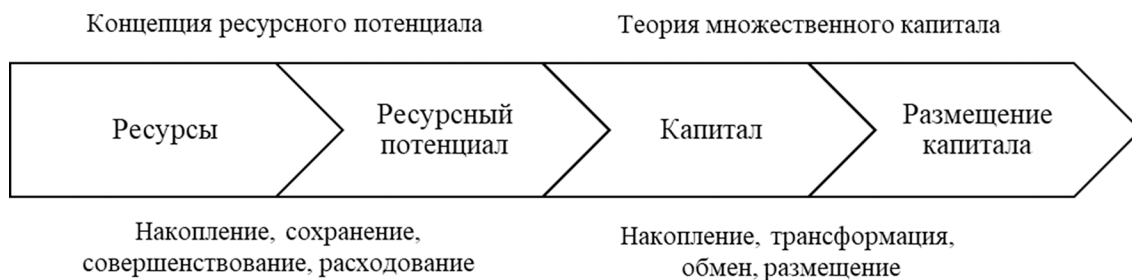 Концепция ресурсного потенциала
Теория множественного капитала
Ресурсы
Ресурсный
потенциал
Капитал
Размещение
капитала
Накопление, сохранение,
совершенствование, расходование
Накопление, трансформация,
обмен, размещение